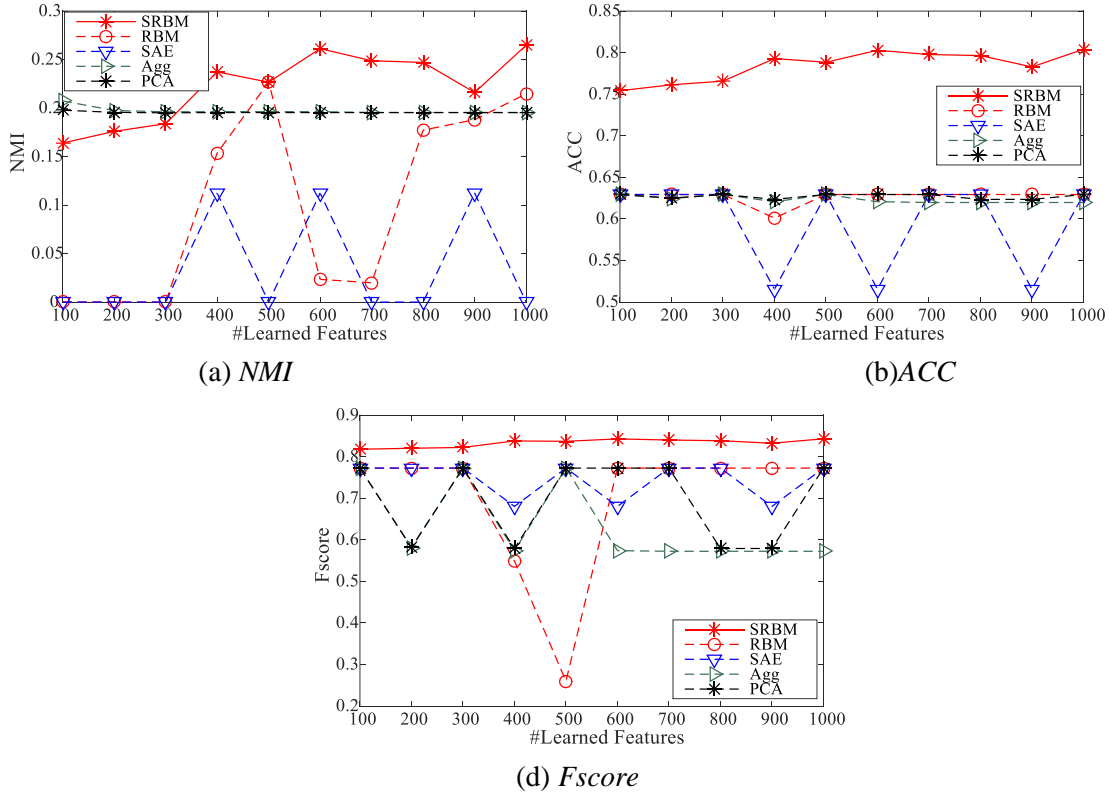 0.3
0.25
0.2
0.15
0.1
0.05
0
NMI
SRBM
RBM
SAE
Agg
PCA
100 200 300 400 500 600 700 800 900 1000
#Learned Features
(a) NMI
0.85
0.8
0.75
0.7
0.65
0.6
0.55
0.5
ACC
SRBM
RBM
SAE
Agg
PCA
100 200 300 400 500 600 700 800 900 1000
#Learned Features
(b)ACC
0.9
0.8
0.7
0.6
0.5
0.4
0.3
0.2
Fscore
SRBM
RBM
SAE
Agg
PCA
100 200 300 400 500 600 700 800 900 1000
#Learned Features
(d) Fscore